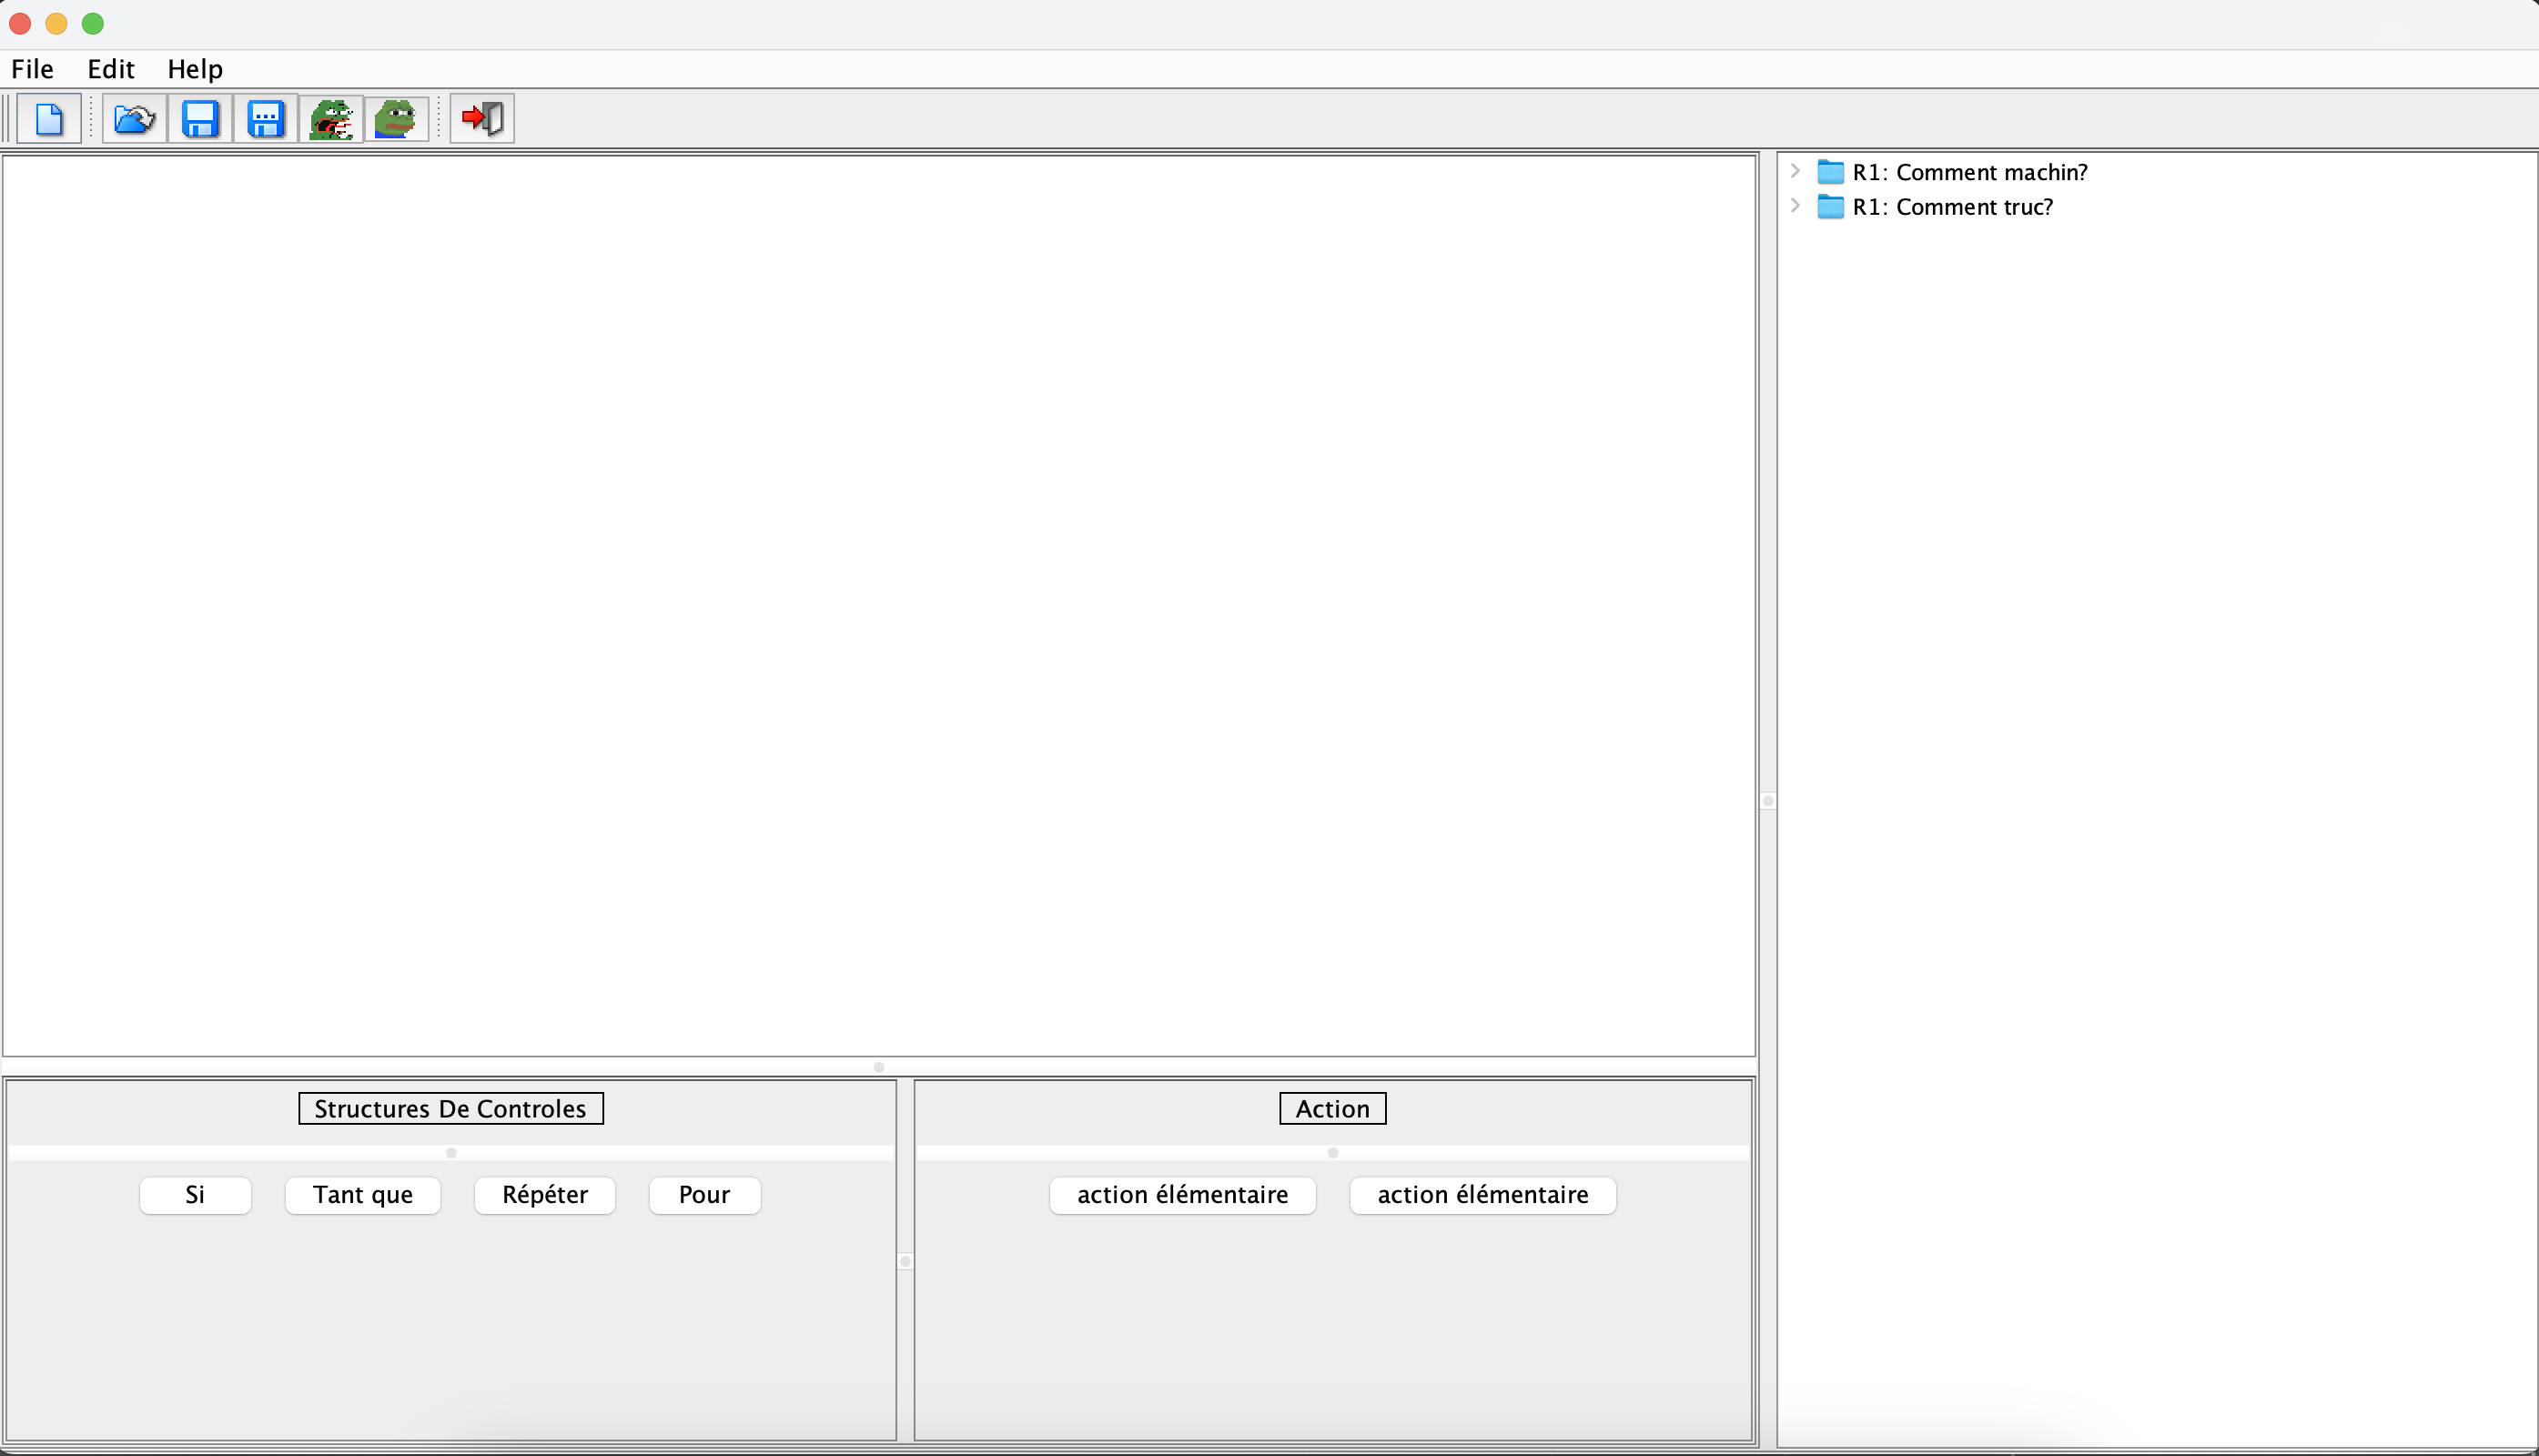 File Edit Help
R1: Comment machin?
R1: Comment truc?
Structures De Controles
Si Tant que Répéter Pour
Action
action élémentaire action élémentaire